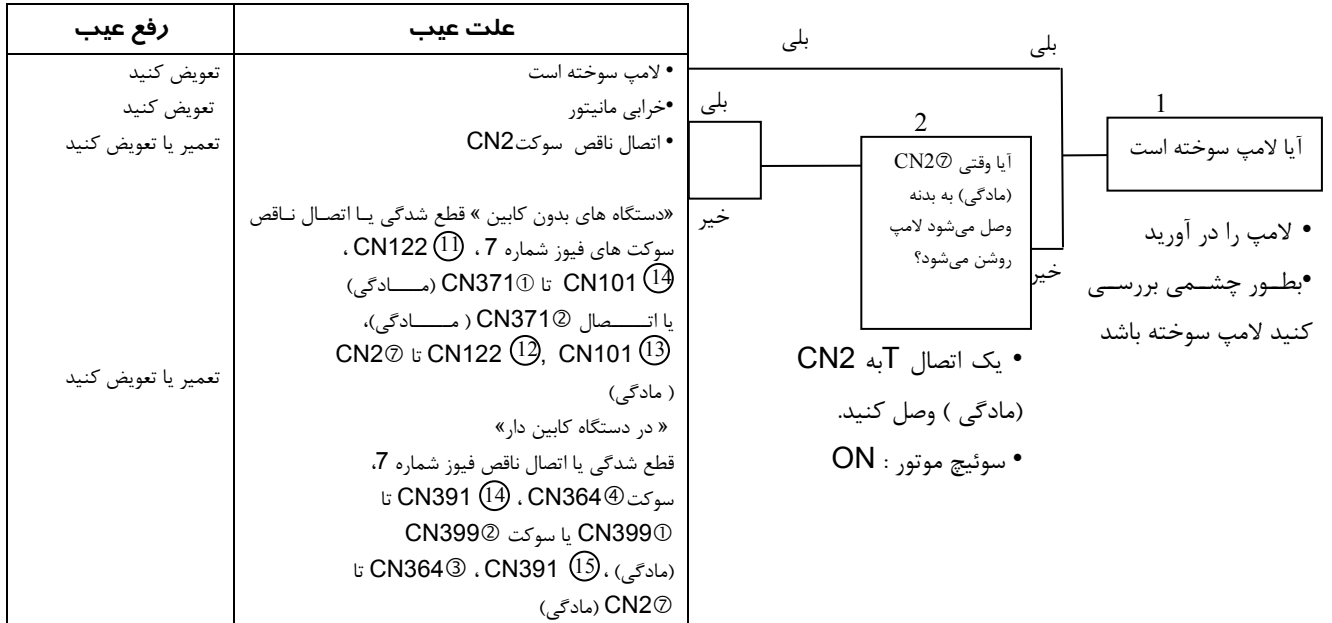 بلی
1
آیا لامپ سوخته است
• لامپ را در آورید
•بطور چشمی بررسی
کنید لامپ سوخته باشد
بلی
2
آیا وقتی CN2⑦
(مادگی) به بدنه
وصل می‌شود لامپ
روشن می‌شود؟
خیر
• یک اتصال T به CN2
(مادگی ) وصل کنید.
• سوئیچ موتور : ON
بلی
خیر
علت عیب
رفع عیب
• لامپ سوخته است
تعویض کنید
•خرابی مانیتور
تعویض کنید
• اتصال ناقص سوکت CN2
تعمیر یا تعویض کنید
«دستگاه های بدون کابین » قطع شدگی یا اتصال ناقص
سوکت های فیوز شماره 7 ، CN122 ⑪ ،
CN101 ⑭ تا CN371① (مادگی)
یا اتصال CN371② ( مادگی)،
CN122 ⑫, CN101 ⑬ تا CN2⑦
( مادگی)
تعمیر یا تعویض کنید
« در دستگاه کابین دار»
قطع شدگی یا اتصال ناقص فیوز شماره 7،
سوکت CN364④ ، CN391 ⑭ تا
CN399① یا سوکت CN399②
(مادگی) ، CN391 ⑮ ، CN364③ تا
CN2⑦ (مادگی)